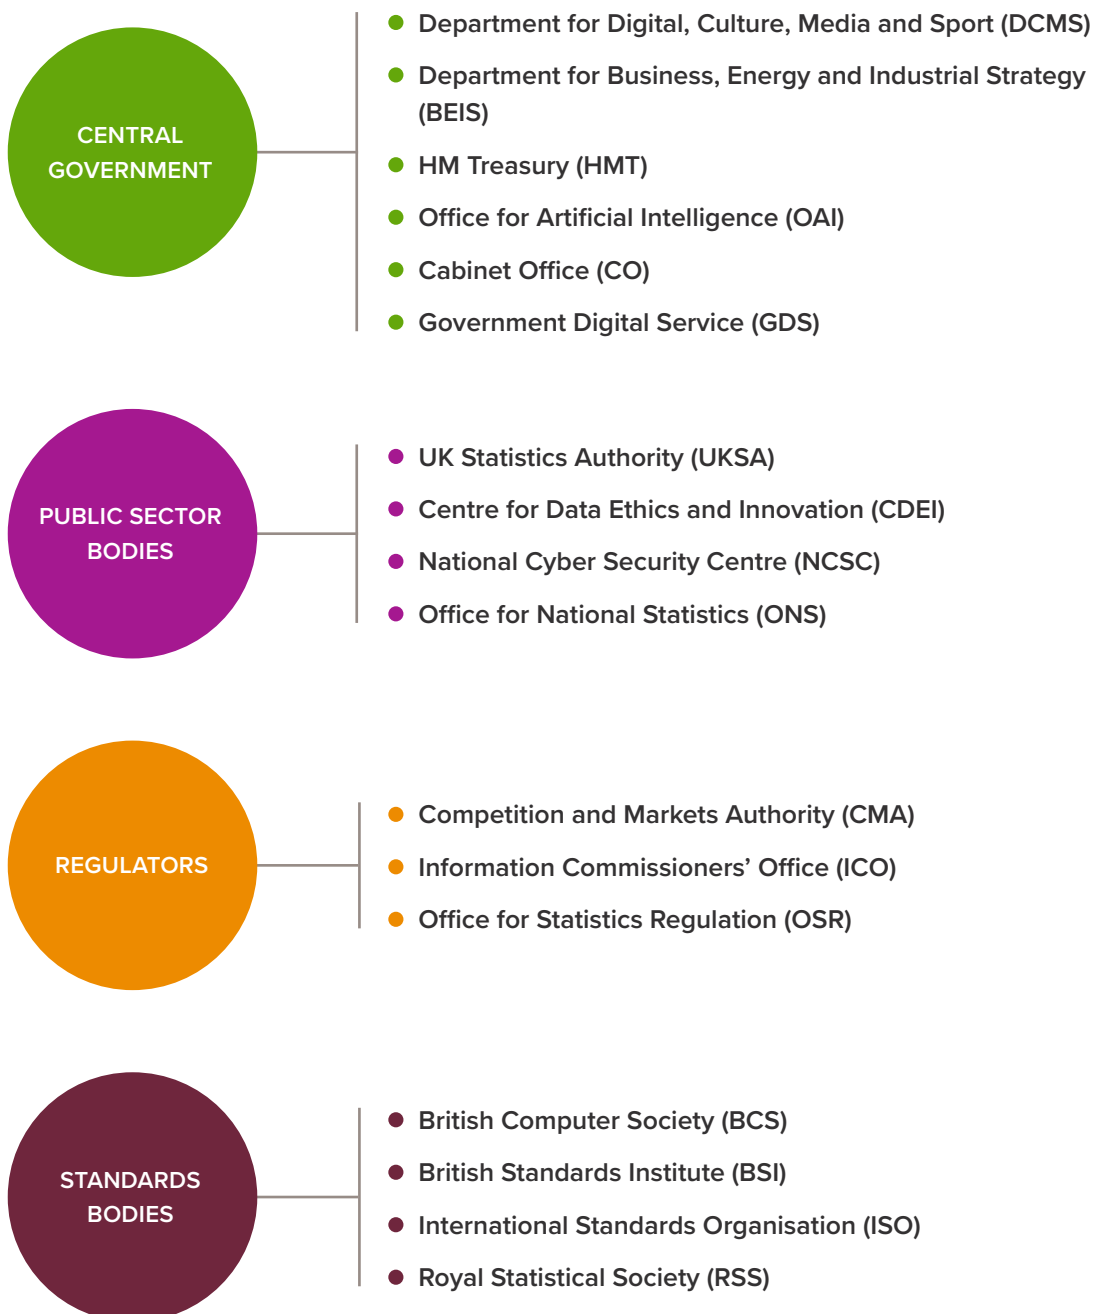 CENTRAL
GOVERNMENT
Department for Digital, Culture, Media and Sport (DCMS)
Department for Business, Energy and Industrial Strategy
(BEIS)
HM Treasury (HMT)
Office for Artificial Intelligence (OAI)
Cabinet Office (CO)
Government Digital Service (GDS)
PUBLIC SECTOR
BODIES
UK Statistics Authority (UKSA)
Centre for Data Ethics and Innovation (CDEI)
National Cyber Security Centre (NCSC)
Office for National Statistics (ONS)
REGULATORS
Competition and Markets Authority (CMA)
Information Commissioners’ Office (ICO)
Office for Statistics Regulation (OSR)
STANDARDS
BODIES
British Computer Society (BCS)
British Standards Institute (BSI)
International Standards Organisation (ISO)
Royal Statistical Society (RSS)